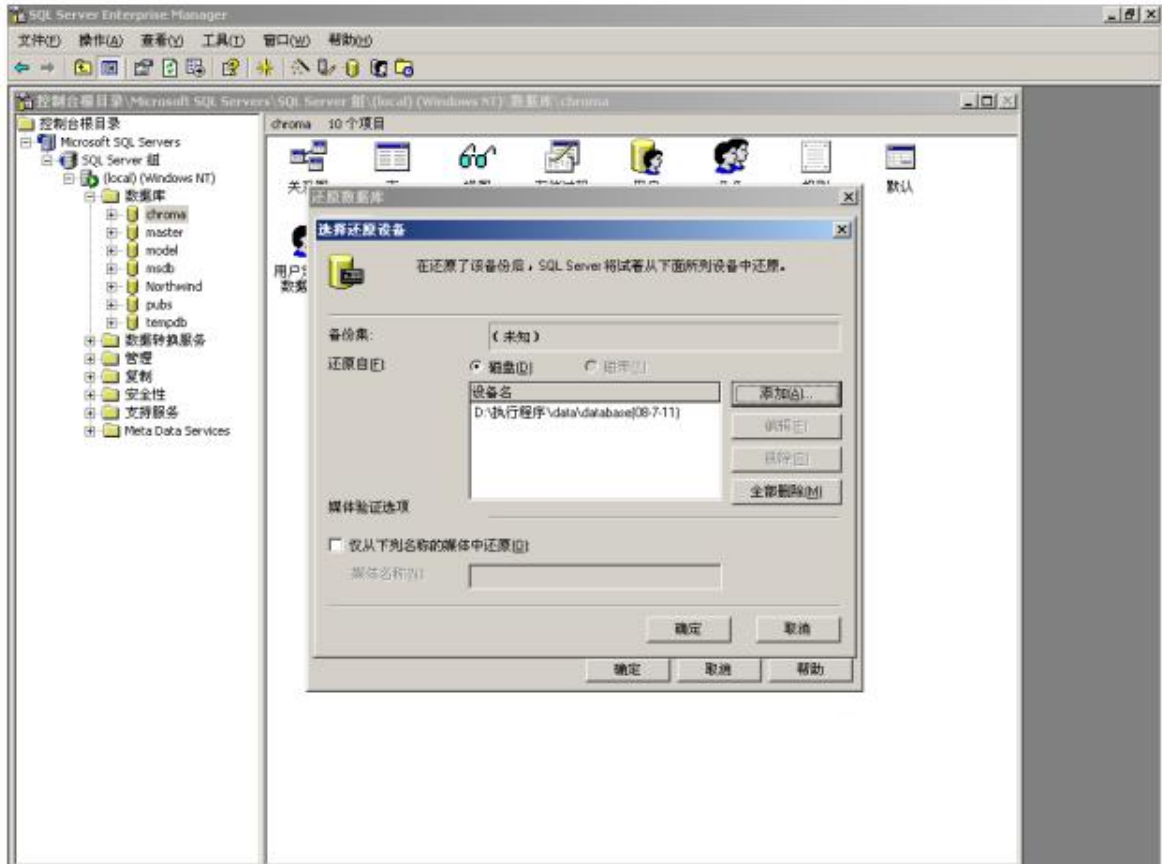 SQL Server Enterprise Manager
文件(F) 操作(A) 查看(V) 工具(T) 窗口(W) 帮助(H)
控制台根目录\Microsoft SQL Servers\SQL Server 组\(local) (Windows NT)\数据库\chroma
控制台根目录
Microsoft SQL Servers
SQL Server 组
(local) (Windows NT)
数据库
chroma
master
model
msdb
Northwind
pubs
tempdb
数据转换服务
管理
复制
安全性
支持服务
Meta Data Services
chroma 10 个项目
默认
还原数据库
选择还原设备
在还原了该备份后，SQL Server 将试着从下面所列设备中还原。
备份集:
（未知）
还原自(F):
磁盘(D)
磁带(T)
设备名
D:\执行程序\data\database(08-7-11)
添加(A)...
编辑(E)
删除(E)
全部删除(M)
媒体验证选项
仅从下列名称的媒体中还原(O):
媒体名称(N):
确定 取消
确定 取消 帮助